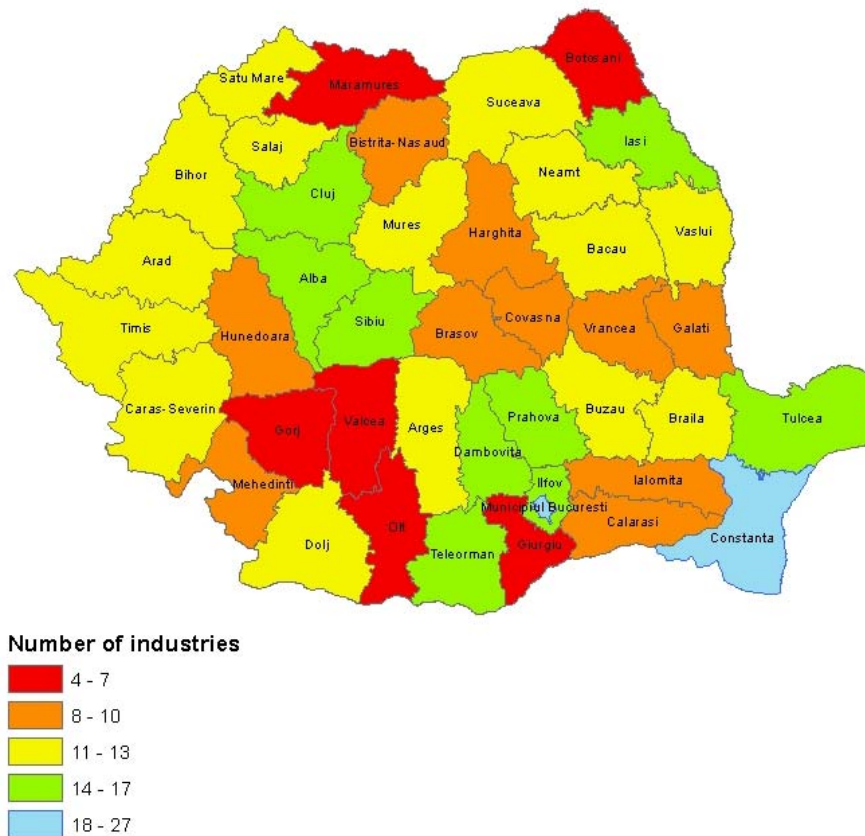 Botosani
Satu Mare
Maramures
Suceava
Iasi
Salaj
Bistrita-Nasaud
Bihor
Neamt
Cluj
Mures
Harghita
Vaslui
Bacau
Arad
Alba
Timis
Hunedoara
Sibiu
Brasov
Covasna
Vrancea
Galati
Caras-Severin
Gorj
Valcea
Arges
Prahova
Buzau
Braila
Tulcea
Dambovita
Mehedinti
Ilfov
Ialomita
Municipiul Bucuresti
Calarasi
Olt
Constanta
Dolj
Teleorman
Giurgiu
Number of industries
4 - 7
8 - 10
11 - 13
14 - 17
18 - 27